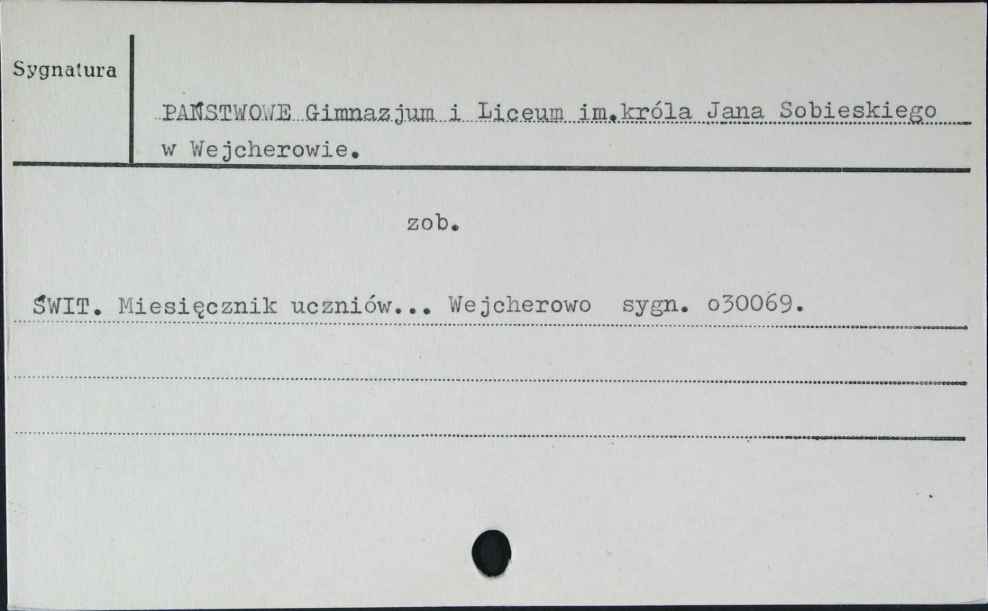 Sygnatura
PAŃSTWOWE Gimnazjum i Liceum im.króla Jana Sobieskiego
w Wejcherowie.
zob.
ŚWIT. Miesięcznik uczniów... Wejcherowo sygn. o30069.